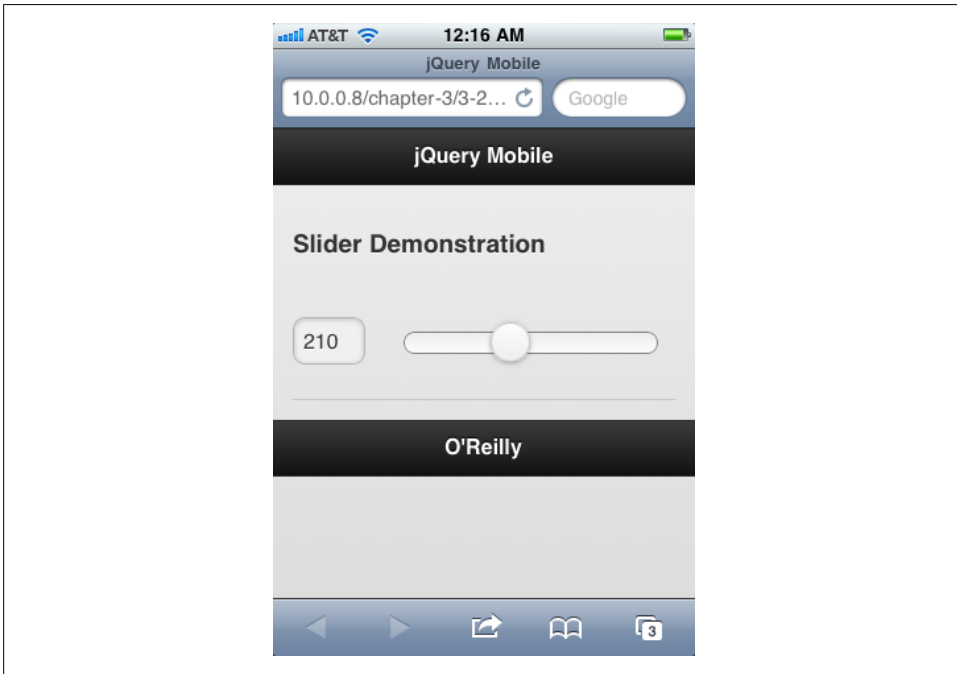 AT&T 12:16 AM
jQuery Mobile
10.0.0.8/chapter-3/3-2... Google
jQuery Mobile
Slider Demonstration
210
O'Reilly
3